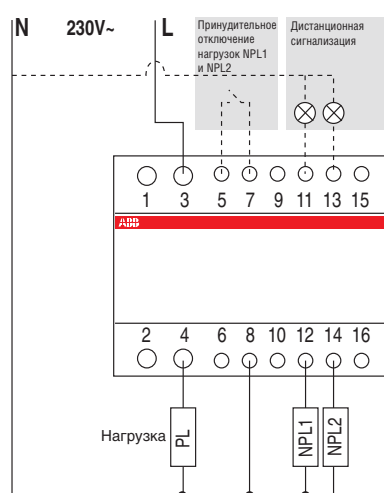 N 230V~ L
Принудительное
отключение
нагрузок NPL1
и NPL2
Дистанционная
сигнализация
1 3 5 7 9 11 13 15
ABB
2 4 6 8 10 12 14 16
Нагрузка PL NPL1 NPL2